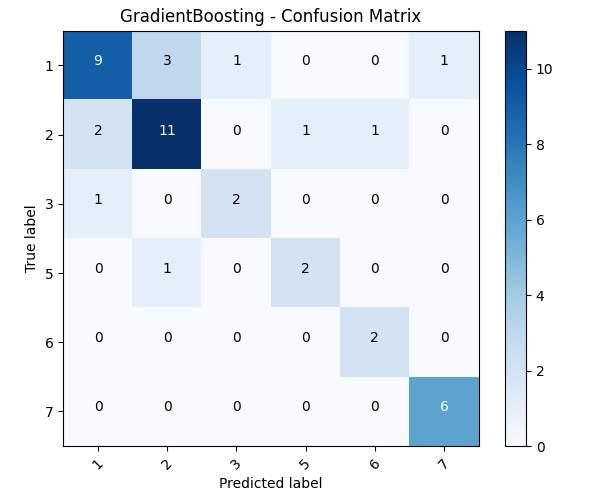 GradientBoosting - Confusion Matrix
1 9 3 1 0 0 1
2 2 11 0 1 1 0
3 1 0 2 0 0 0
5 0 1 0 2 0 0
6 0 0 0 0 2 0
7 0 0 0 0 0 6
1 2 3 5 6 7
Predicted label
True label
10
8
6
4
2
0